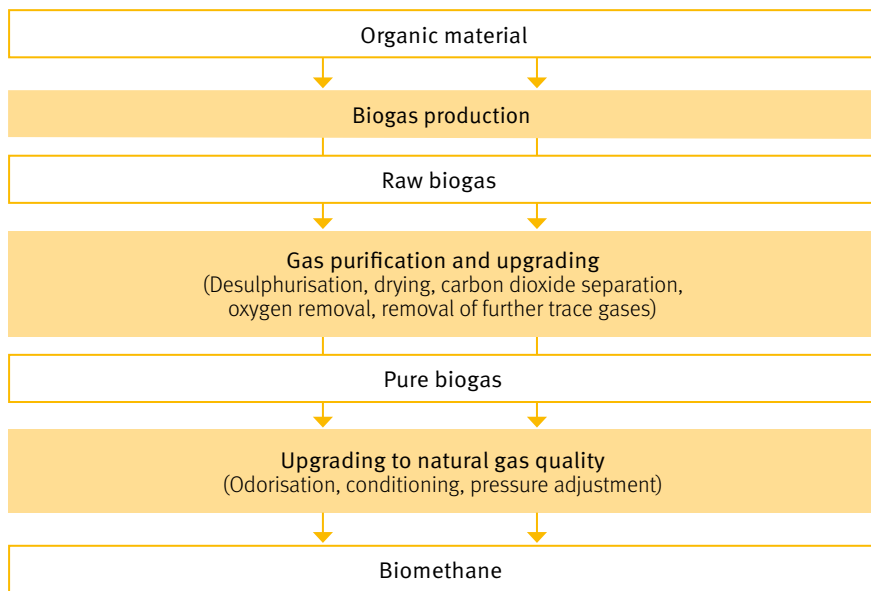 Organic material
Biogas production
Raw biogas
Gas purification and upgrading
(Desulphurisation, drying, carbon dioxide separation,
oxygen removal, removal of further trace gases)
Pure biogas
Upgrading to natural gas quality
(Odorisation, conditioning, pressure adjustment)
Biomethane